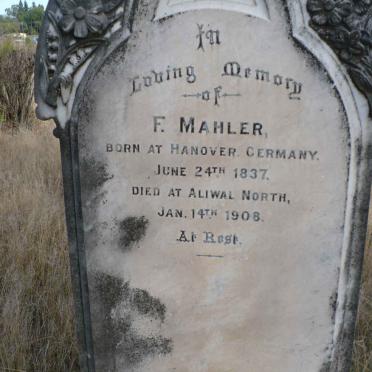 In
Loving Memory
of
F. MAHLER,
BORN AT HANOVER, GERMANY.
JUNE 24TH 1837.
DIED AT ALIWAL NORTH,
JAN. 14TH 1908.
At Rest.